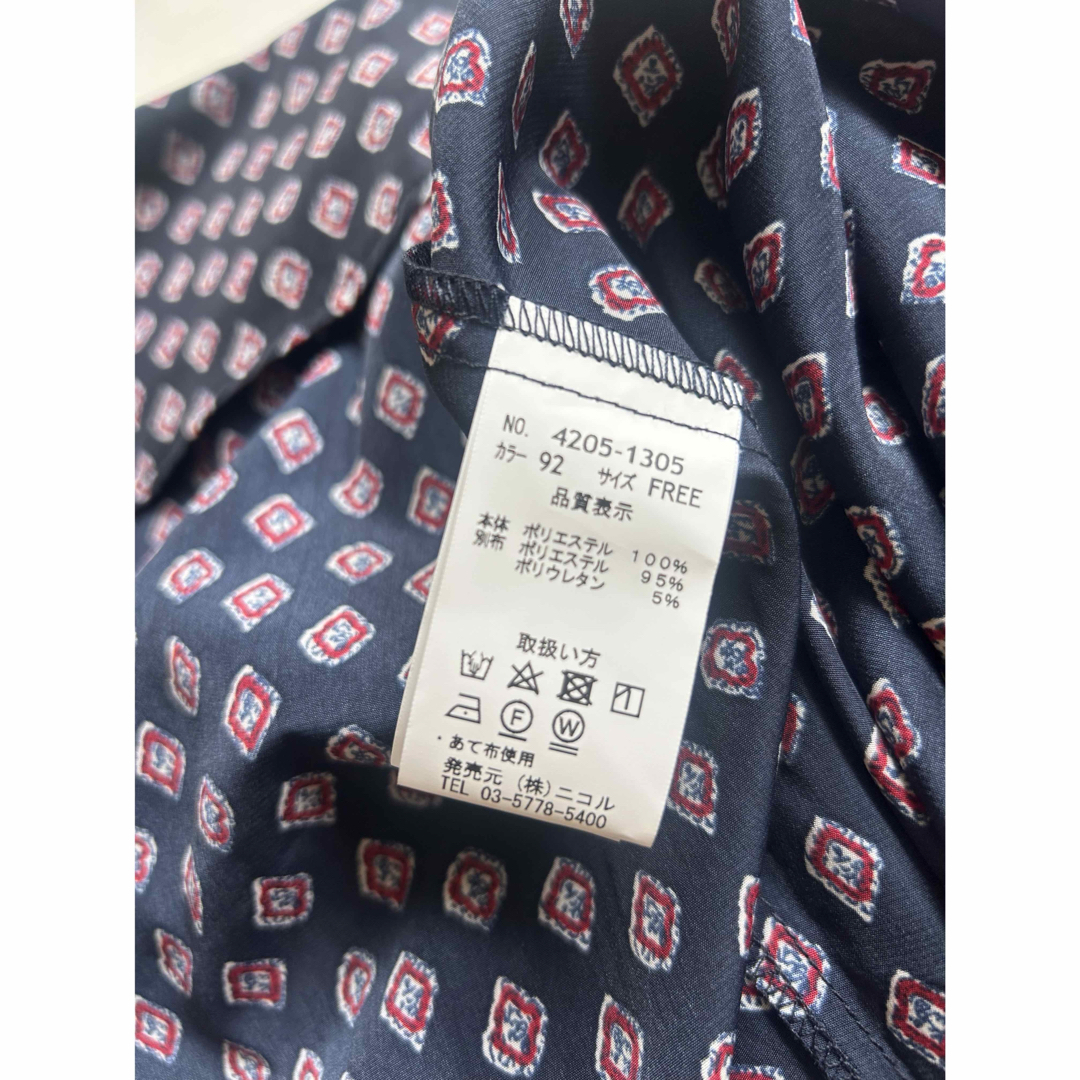 NO. 4205-1305
カラー 92 サイズ FREE
品質表示
本体 ポリエステル 100%
別布 ポリエステル 95%
ポリウレタン 5%
取扱い方
F W
・あて布使用
発売元 (株)ニコル
TEL 03-5778-5400